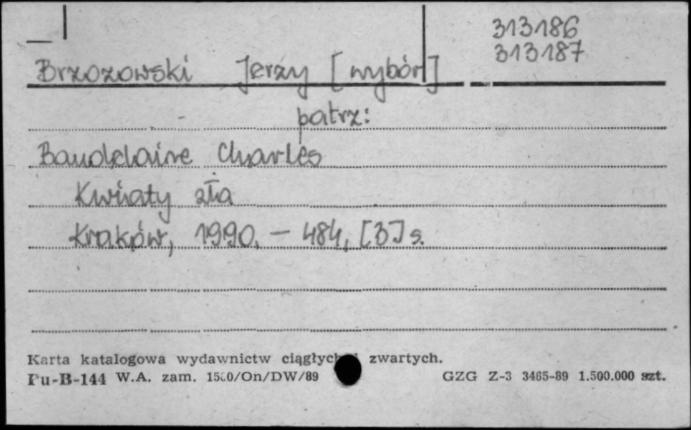 313186
313187
Brzozowski Jerzy [wybór]
patrz:
Baudelaire Charles
Kwiaty zła
Kraków, 1990. – 484, [3] s.
Karta katalogowa wydawnictw ciągłych zwartych.
Pu-B-144 W.A. zam. 1500/On/DW/89 GZG Z-3 3465-89 1.500.000 szt.